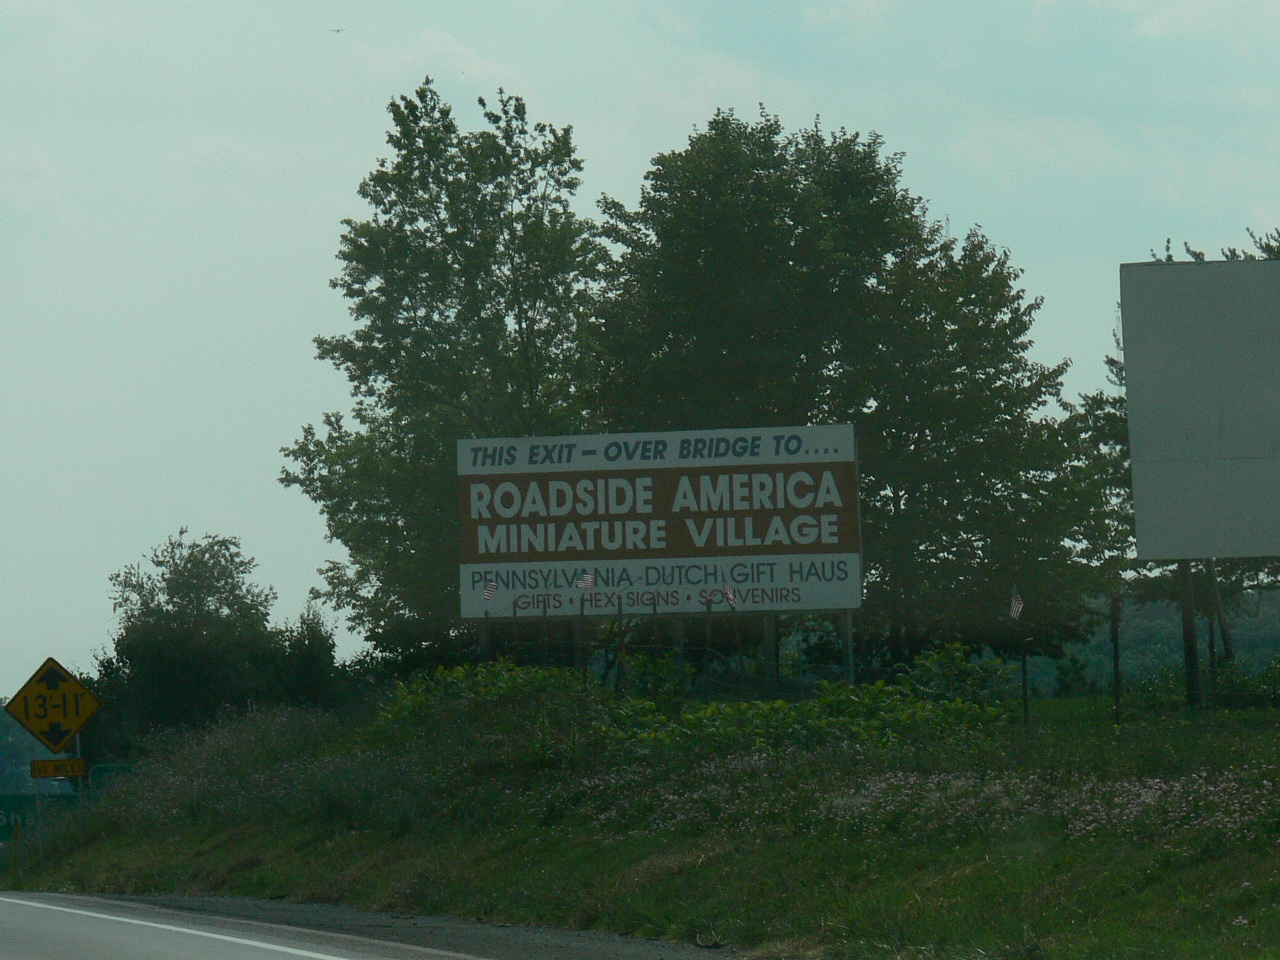 THIS EXIT – OVER BRIDGE TO....
ROADSIDE AMERICA
MINIATURE VILLAGE
PENNSYLVANIA-DUTCH GIFT HAUS
GIFTS • HEX SIGNS • SOUVENIRS
13'-11"
MILES